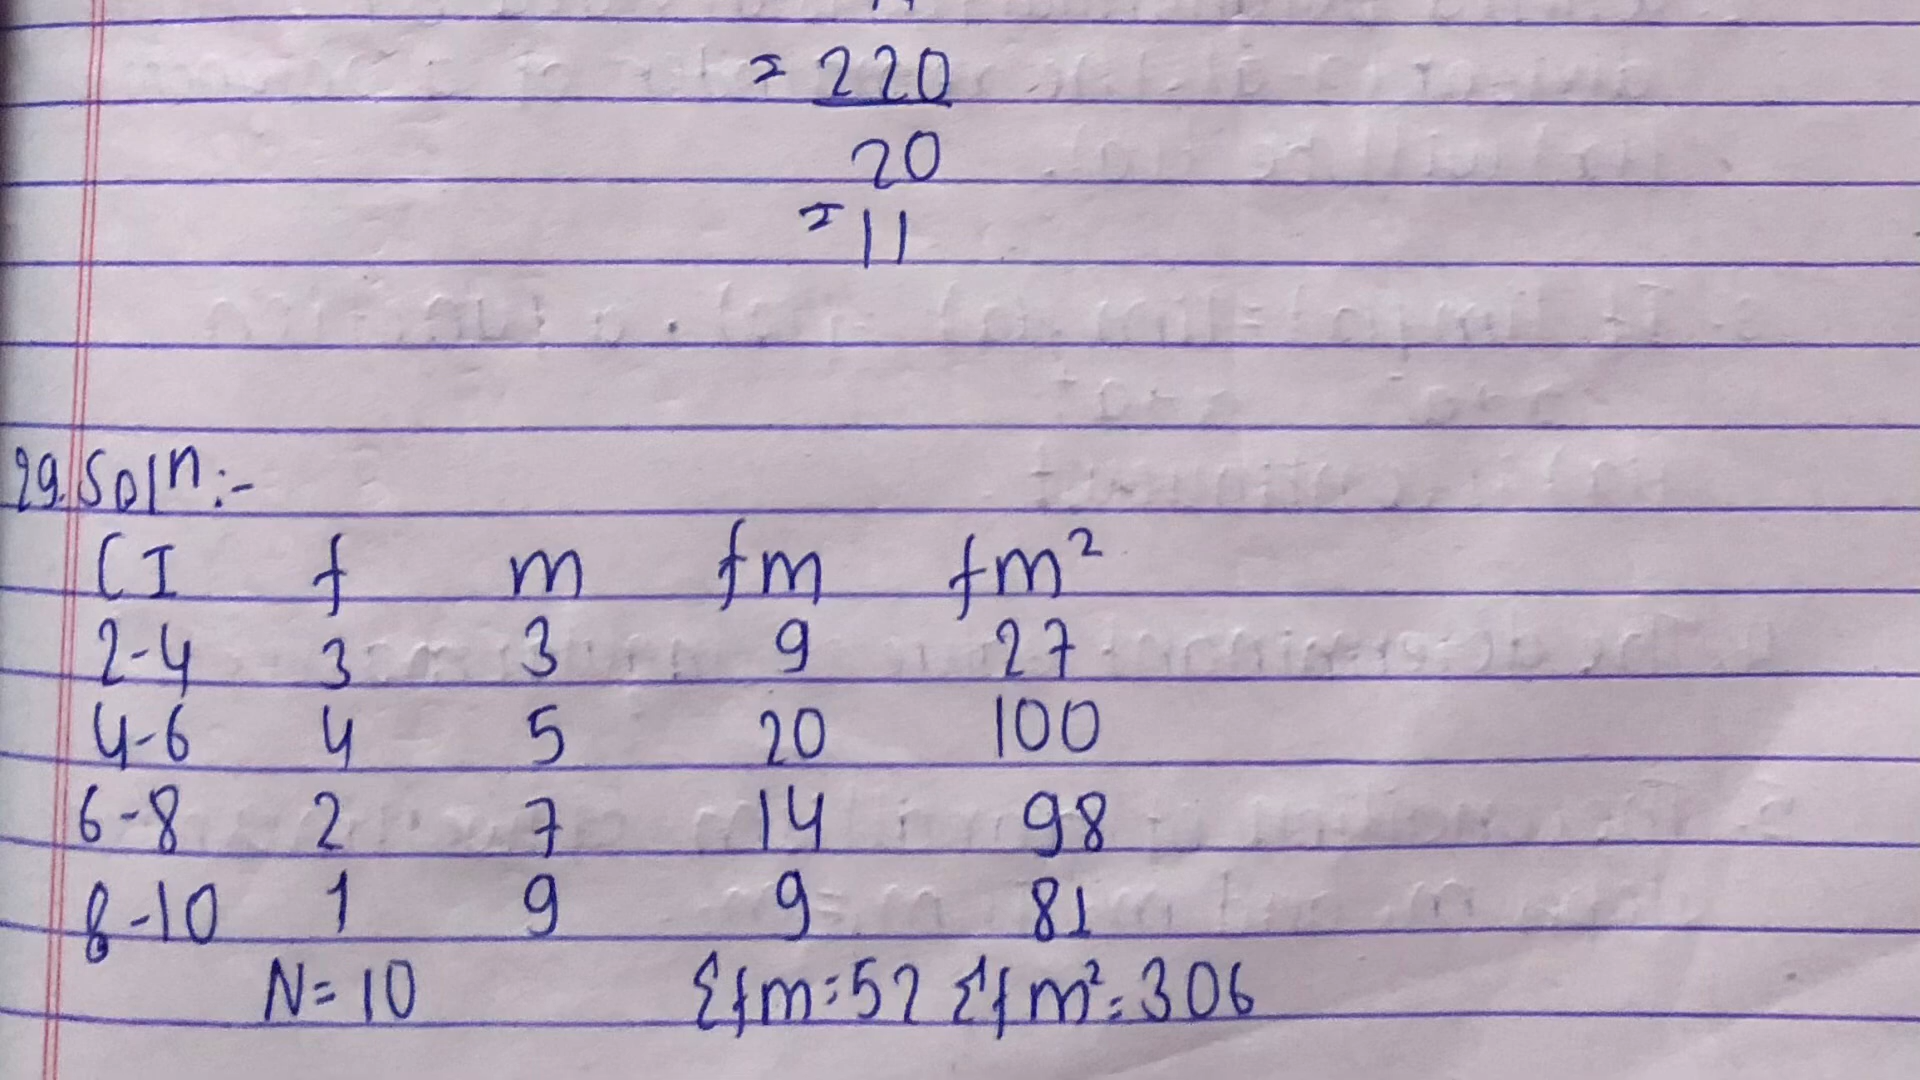 = 220
20
= 11
29. Soln:-
CI f m fm fm²
2-4 3 3 9 27
4-6 4 5 20 100
6-8 2 7 14 98
8-10 1 9 9 81
N=10 Σfm=52 Σfm²=306